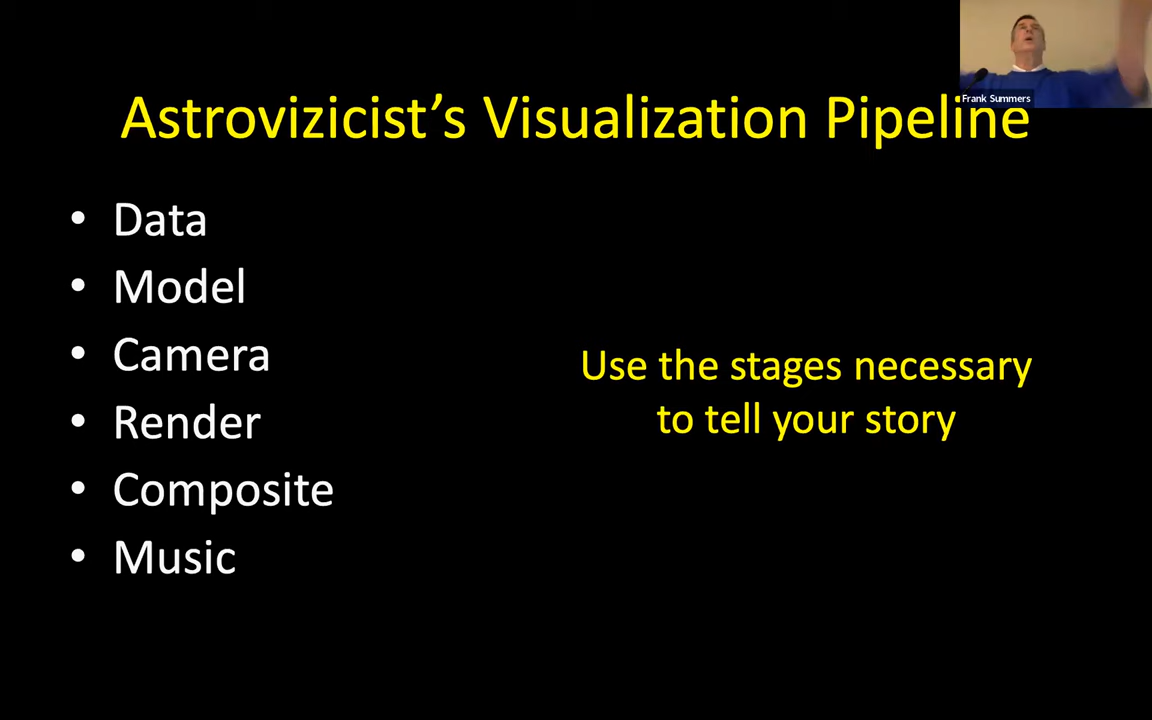 Frank Summers
Astrovizicist’s Visualization Pipeline
• Data
• Model
• Camera
• Render
• Composite
• Music
Use the stages necessary
to tell your story